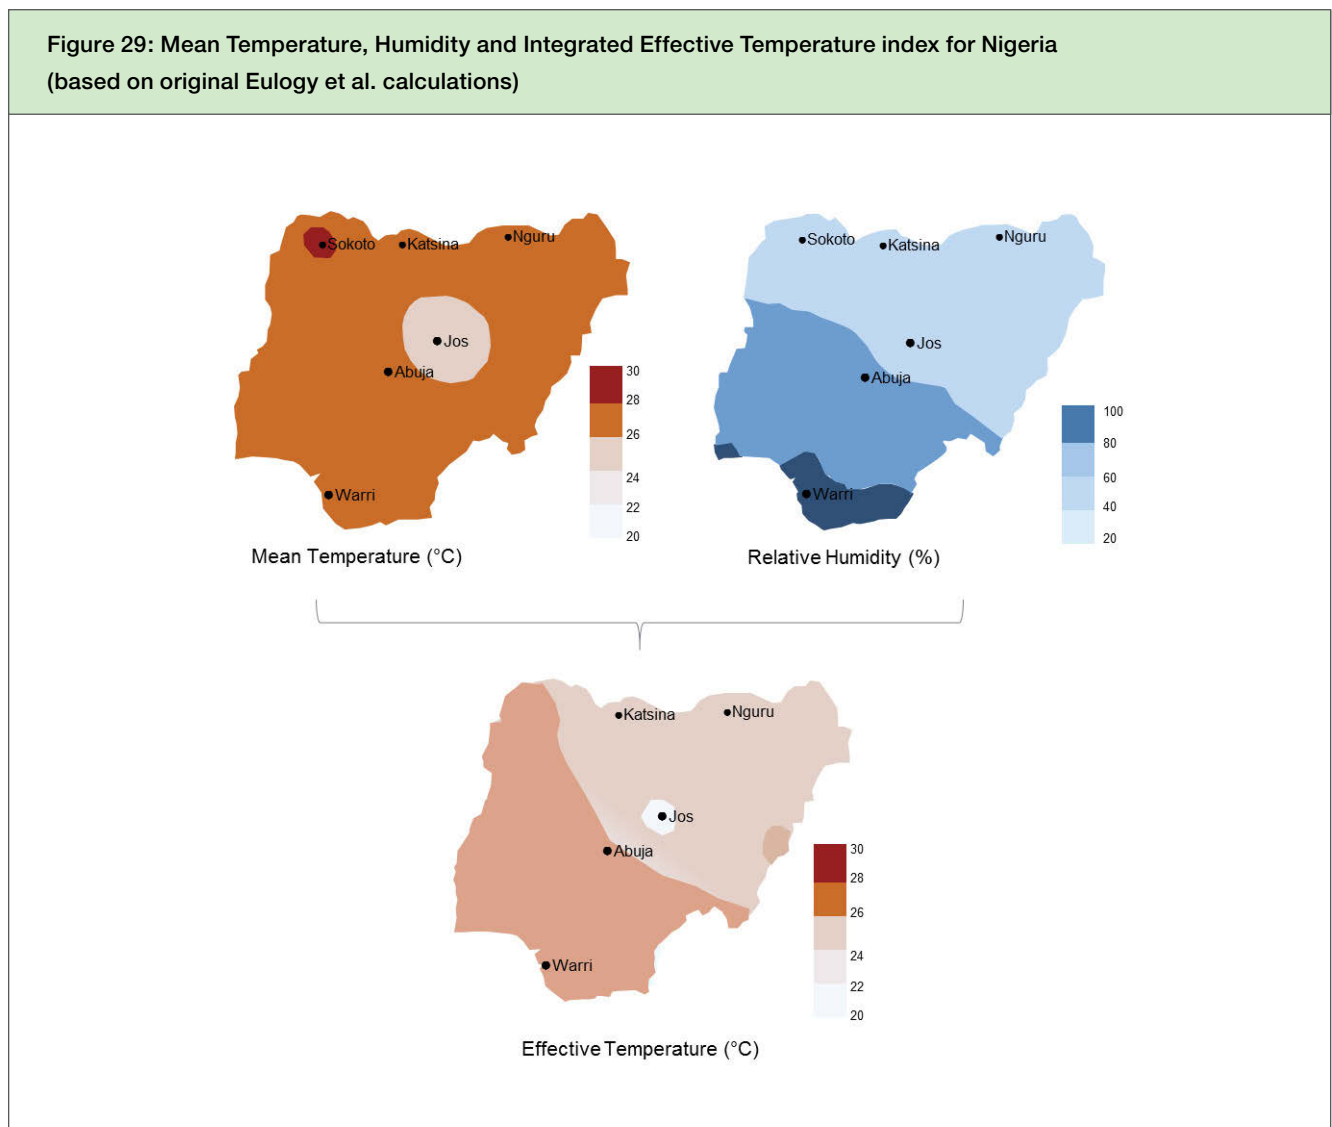 Figure 29: Mean Temperature, Humidity and Integrated Effective Temperature index for Nigeria
(based on original Eulogy et al. calculations)
Sokoto
Katsina
Nguru
Jos
Abuja
Warri
30
28
26
24
22
20
Mean Temperature (°C)
Sokoto
Katsina
Nguru
Jos
Abuja
Warri
100
80
60
40
20
Relative Humidity (%)
Katsina
Nguru
Jos
Abuja
Warri
30
28
26
24
22
20
Effective Temperature (°C)